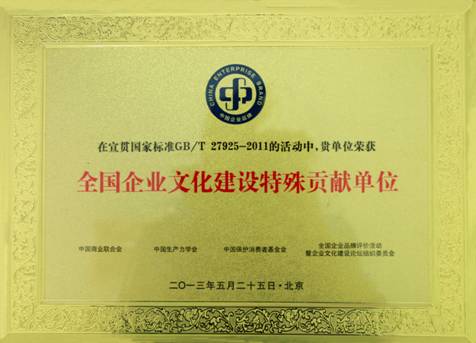 CHINA ENTERPRISE BRAND
中国企业品牌
在宣贯国家标准GB/T 27925-2011的活动中，贵单位荣获
全国企业文化建设特殊贡献单位
中国商业联合会 中国生产力学会 中国保护消费者基金会 全国企业品牌评价活动
暨企业文化建设论坛组织委员会
二〇一三年五月二十五日·北京